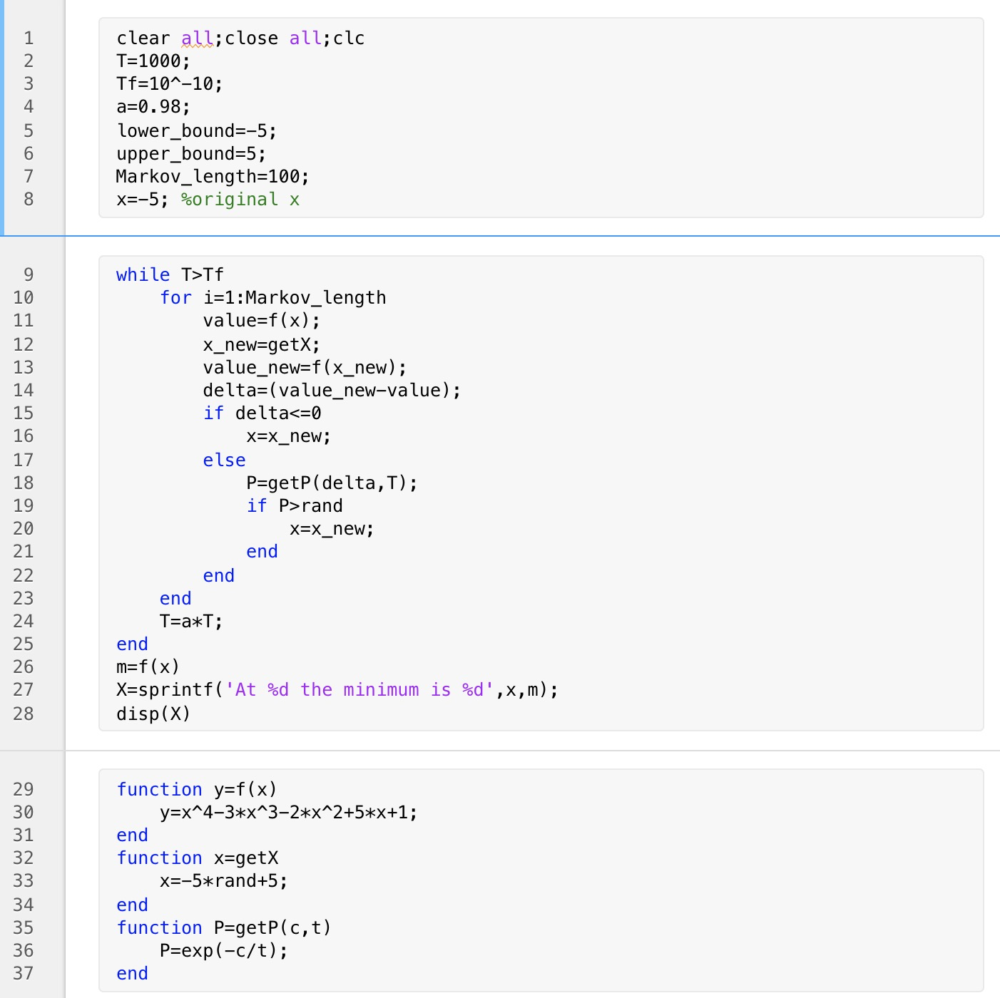 1 clear all;close all;clc
2 T=1000;
3 Tf=10^-10;
4 a=0.98;
5 lower_bound=-5;
6 upper_bound=5;
7 Markov_length=100;
8 x=-5; %original x
9 while T>Tf
10 for i=1:Markov_length
11 value=f(x);
12 x_new=getX;
13 value_new=f(x_new);
14 delta=(value_new-value);
15 if delta<=0
16 x=x_new;
17 else
18 P=getP(delta,T);
19 if P>rand
20 x=x_new;
21 end
22 end
23 end
24 T=a*T;
25 end
26 m=f(x)
27 X=sprintf('At %d the minimum is %d',x,m);
28 disp(X)
29 function y=f(x)
30 y=x^4-3*x^3-2*x^2+5*x+1;
31 end
32 function x=getX
33 x=-5*rand+5;
34 end
35 function P=getP(c,t)
36 P=exp(-c/t);
37 end